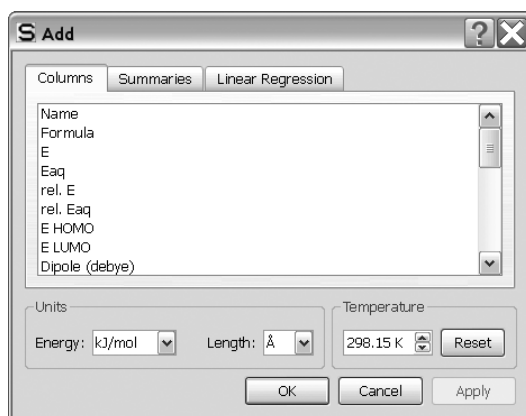 S Add
Columns Summaries Linear Regression
Name
Formula
E
Eaq
rel. E
rel. Eaq
E HOMO
E LUMO
Dipole (debye)
Units Temperature
Energy: kJ/mol Length: Å 298.15 K Reset
OK Cancel Apply